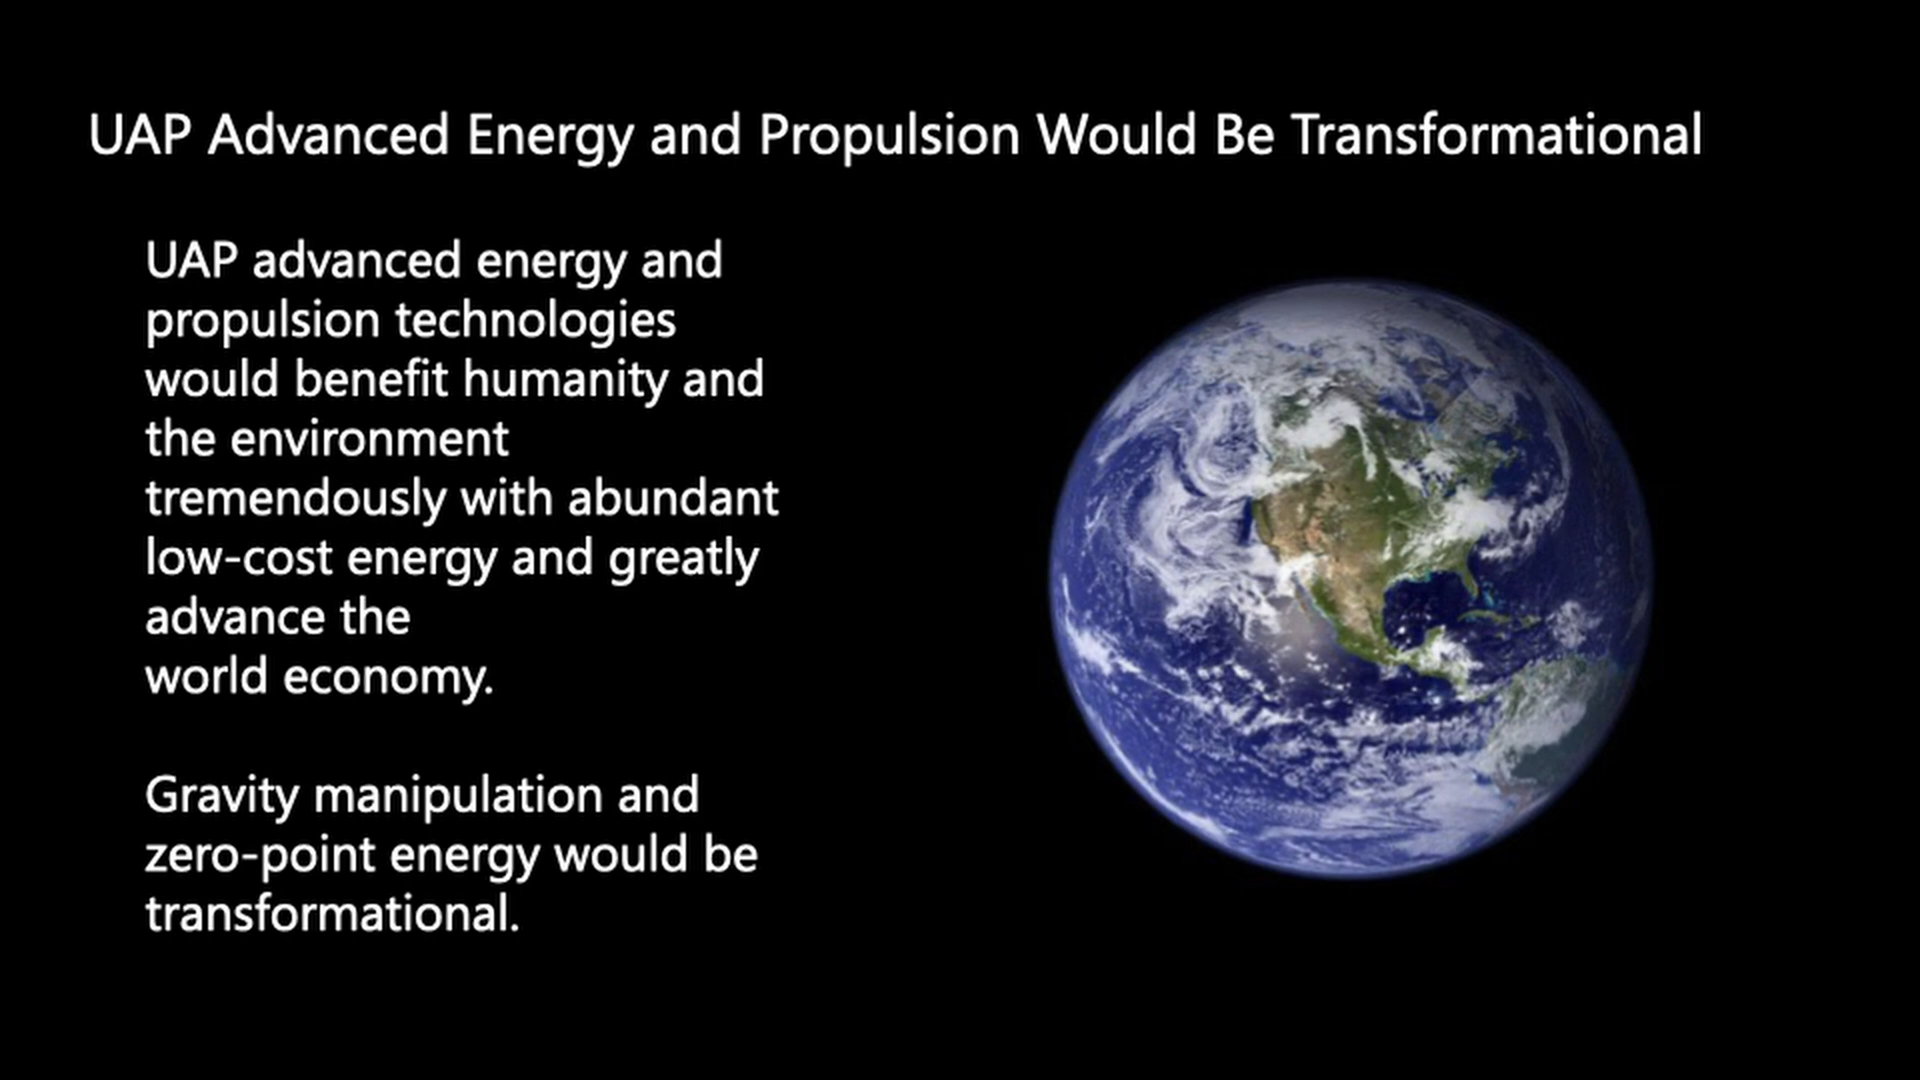 UAP Advanced Energy and Propulsion Would Be Transformational
UAP advanced energy and
propulsion technologies
would benefit humanity and
the environment
tremendously with abundant
low-cost energy and greatly
advance the
world economy.
Gravity manipulation and
zero-point energy would be
transformational.